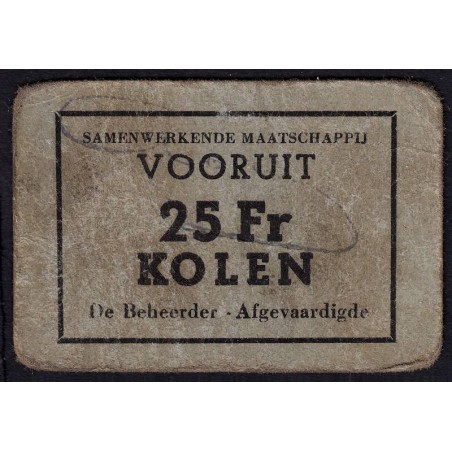 SAMENWERKENDE MAATSCHAPPIJ
VOORUIT
25 Fr
KOLEN
De Beheerder - Afgevaardigde